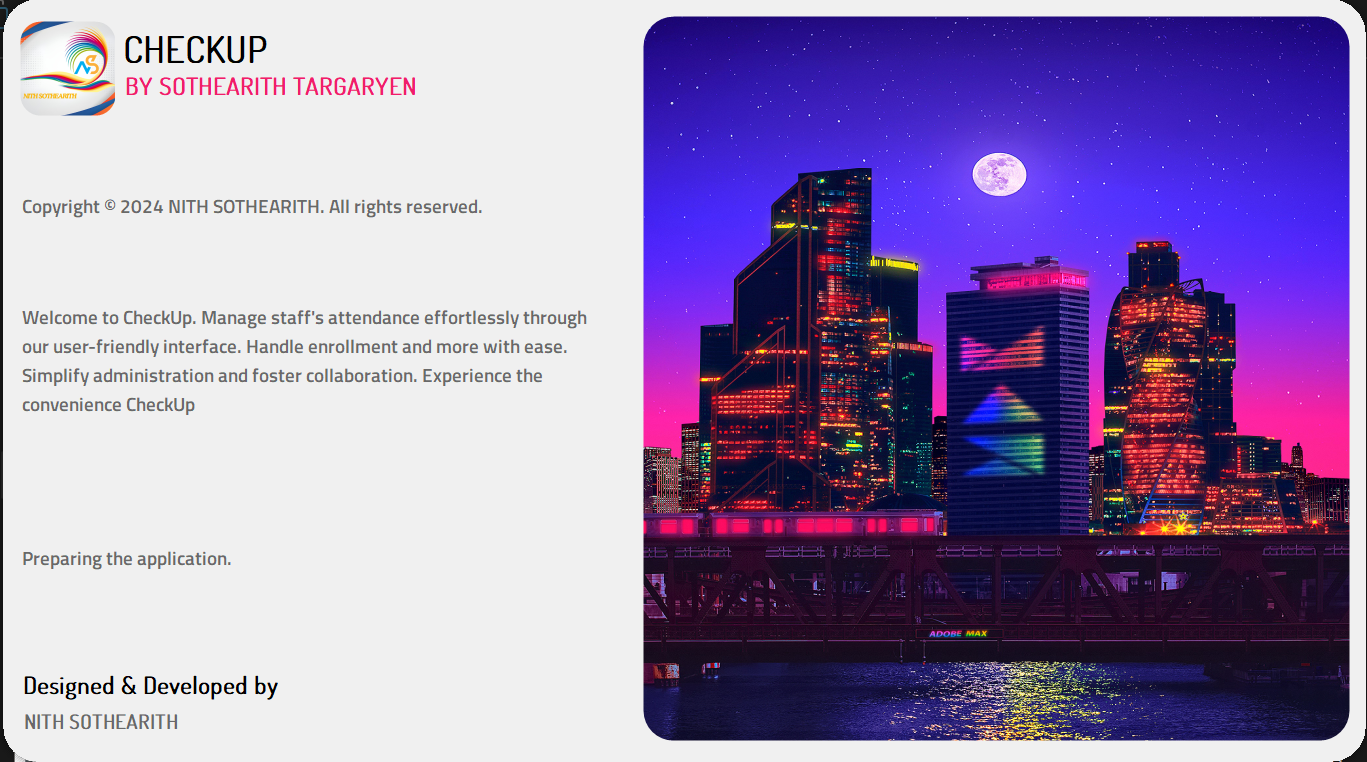 CHECKUP
BY SOTHEARITH TARGARYEN
NS
NITH SOTHEARITH
Copyright © 2024 NITH SOTHEARITH. All rights reserved.
Welcome to CheckUp. Manage staff's attendance effortlessly through
our user-friendly interface. Handle enrollment and more with ease.
Simplify administration and foster collaboration. Experience the
convenience CheckUp
Preparing the application.
Designed & Developed by
NITH SOTHEARITH
ADOBE MAX